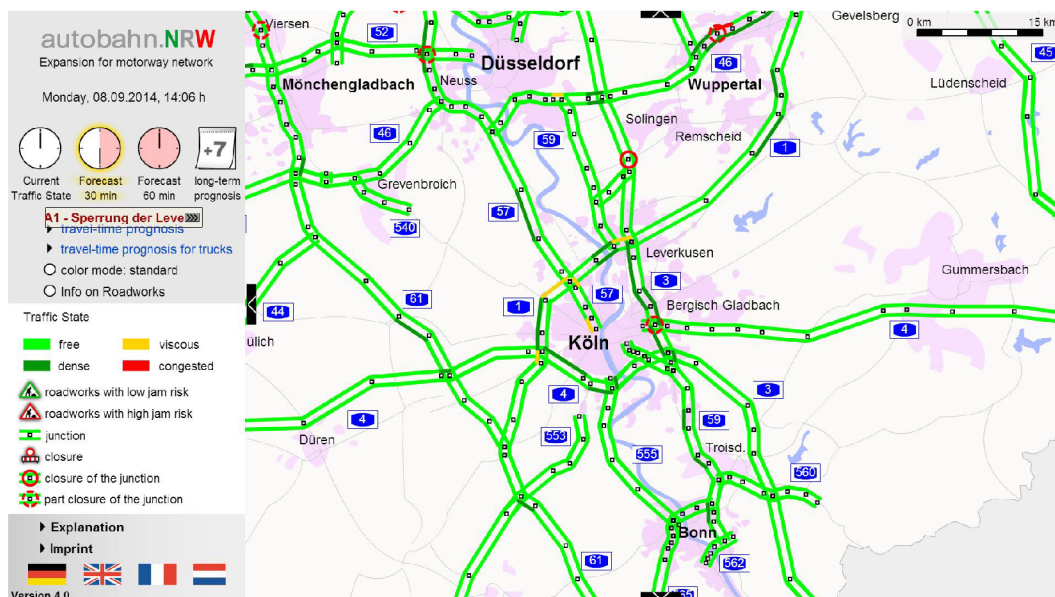 autobahn.NRW
Expansion for motorway network
Monday, 08.09.2014, 14:06 h
+7
Current Traffic State
Forecast 30 min
Forecast 60 min
long-term prognosis
A1 - Sperrung der Leve
travel-time prognosis
travel-time prognosis for trucks
color mode: standard
Info on Roadworks
Traffic State
free
viscous
dense
congested
roadworks with low jam risk
roadworks with high jam risk
junction
closure
closure of the junction
part closure of the junction
Explanation
Imprint
Version 4.0
Viersen
52
Gevelsberg
0 km
15 km
45
Düsseldorf
46
Mönchengladbach
Neuss
Wuppertal
Lüdenscheid
46
59
Solingen
Remscheid
1
Grevenbroich
57
540
Leverkusen
Gummersbach
44
61
1
57
3
Bergisch Gladbach
4
ülich
Köln
4
3
4
553
59
Düren
555
Troisd.
560
Bonn
61
562
565